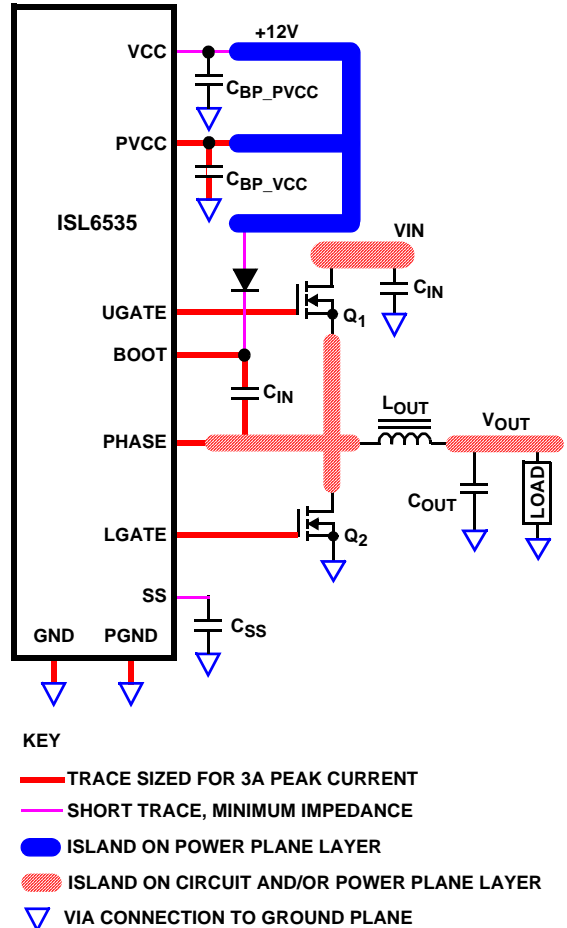 +12V
VCC
CBP_PVCC
PVCC
CBP_VCC
ISL6535
VIN
CIN
UGATE
Q1
BOOT
CIN
LOUT
VOUT
PHASE
COUT
LOAD
LGATE
Q2
SS
CSS
GND PGND
KEY
TRACE SIZED FOR 3A PEAK CURRENT
SHORT TRACE, MINIMUM IMPEDANCE
ISLAND ON POWER PLANE LAYER
ISLAND ON CIRCUIT AND/OR POWER PLANE LAYER
VIA CONNECTION TO GROUND PLANE